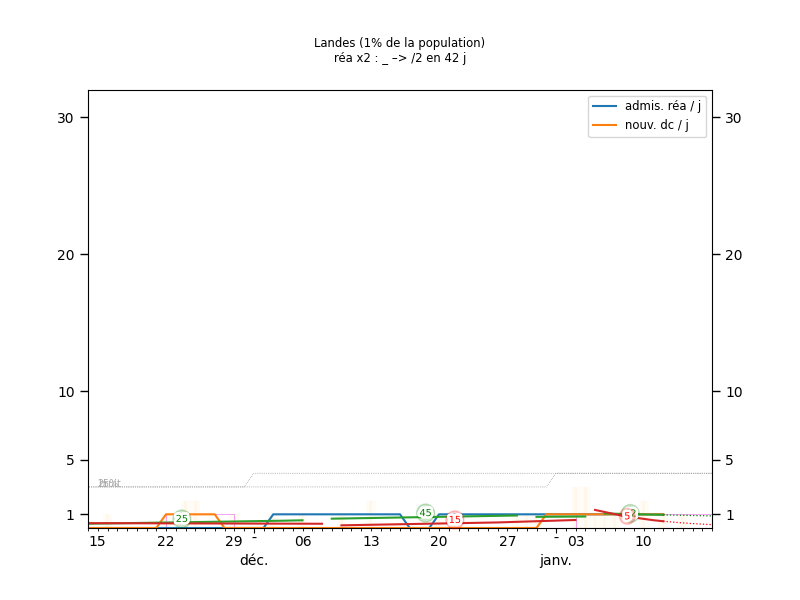 Landes (1% de la population)
réa x2 : _ –> /2 en 42 j
admis. réa / j
nouv. dc / j
30 30
20 20
10 10
5 5
1 1
25
45
15
5
15 22 29 - 06 13 20 27 - 03 10
déc. janv.